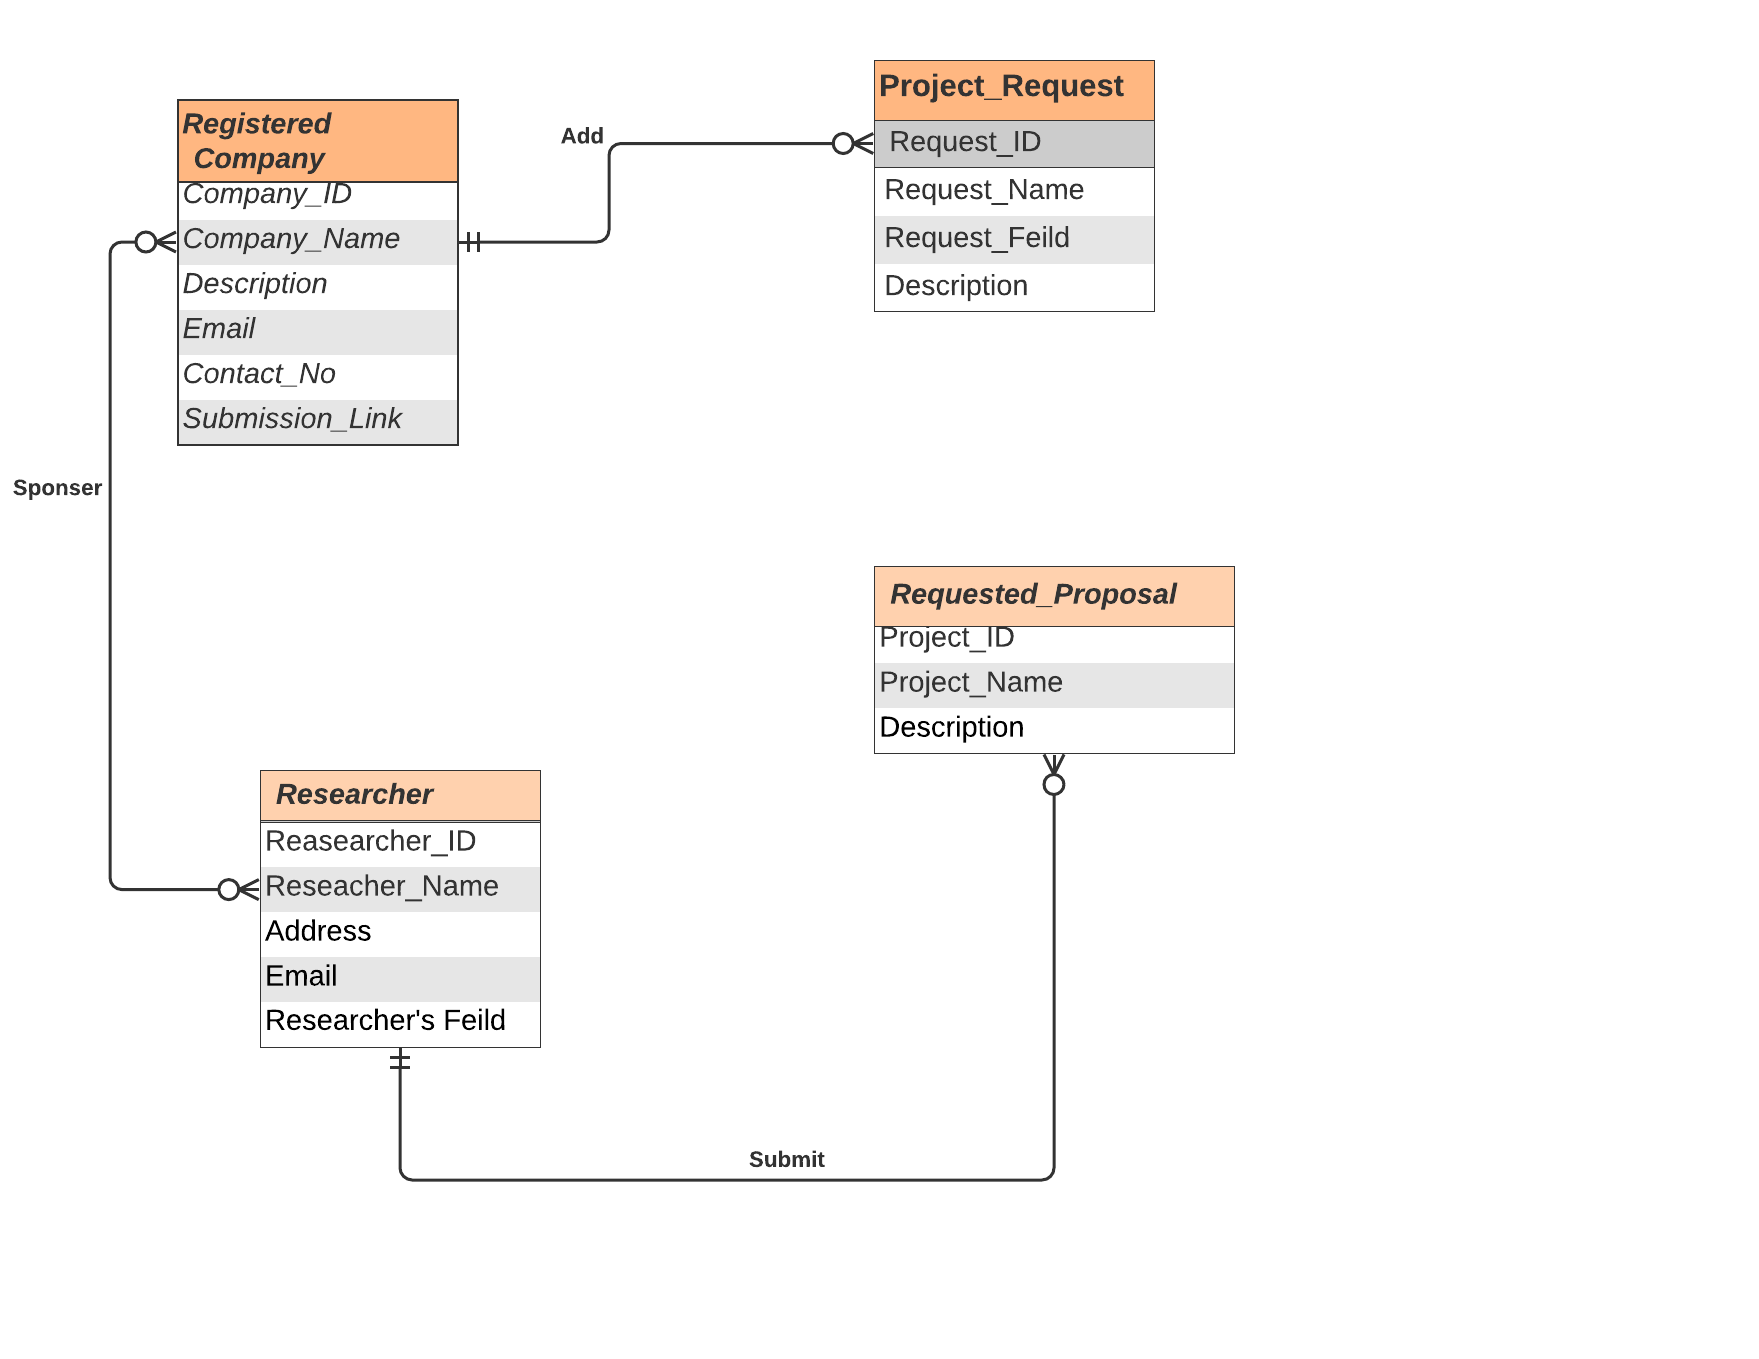 Registered
Company
Company_ID
Company_Name
Description
Email
Contact_No
Submission_Link
Add
Project_Request
Request_ID
Request_Name
Request_Feild
Description
Sponser
Requested_Proposal
Project_ID
Project_Name
Description
Researcher
Reasearcher_ID
Reseacher_Name
Address
Email
Researcher's Feild
Submit